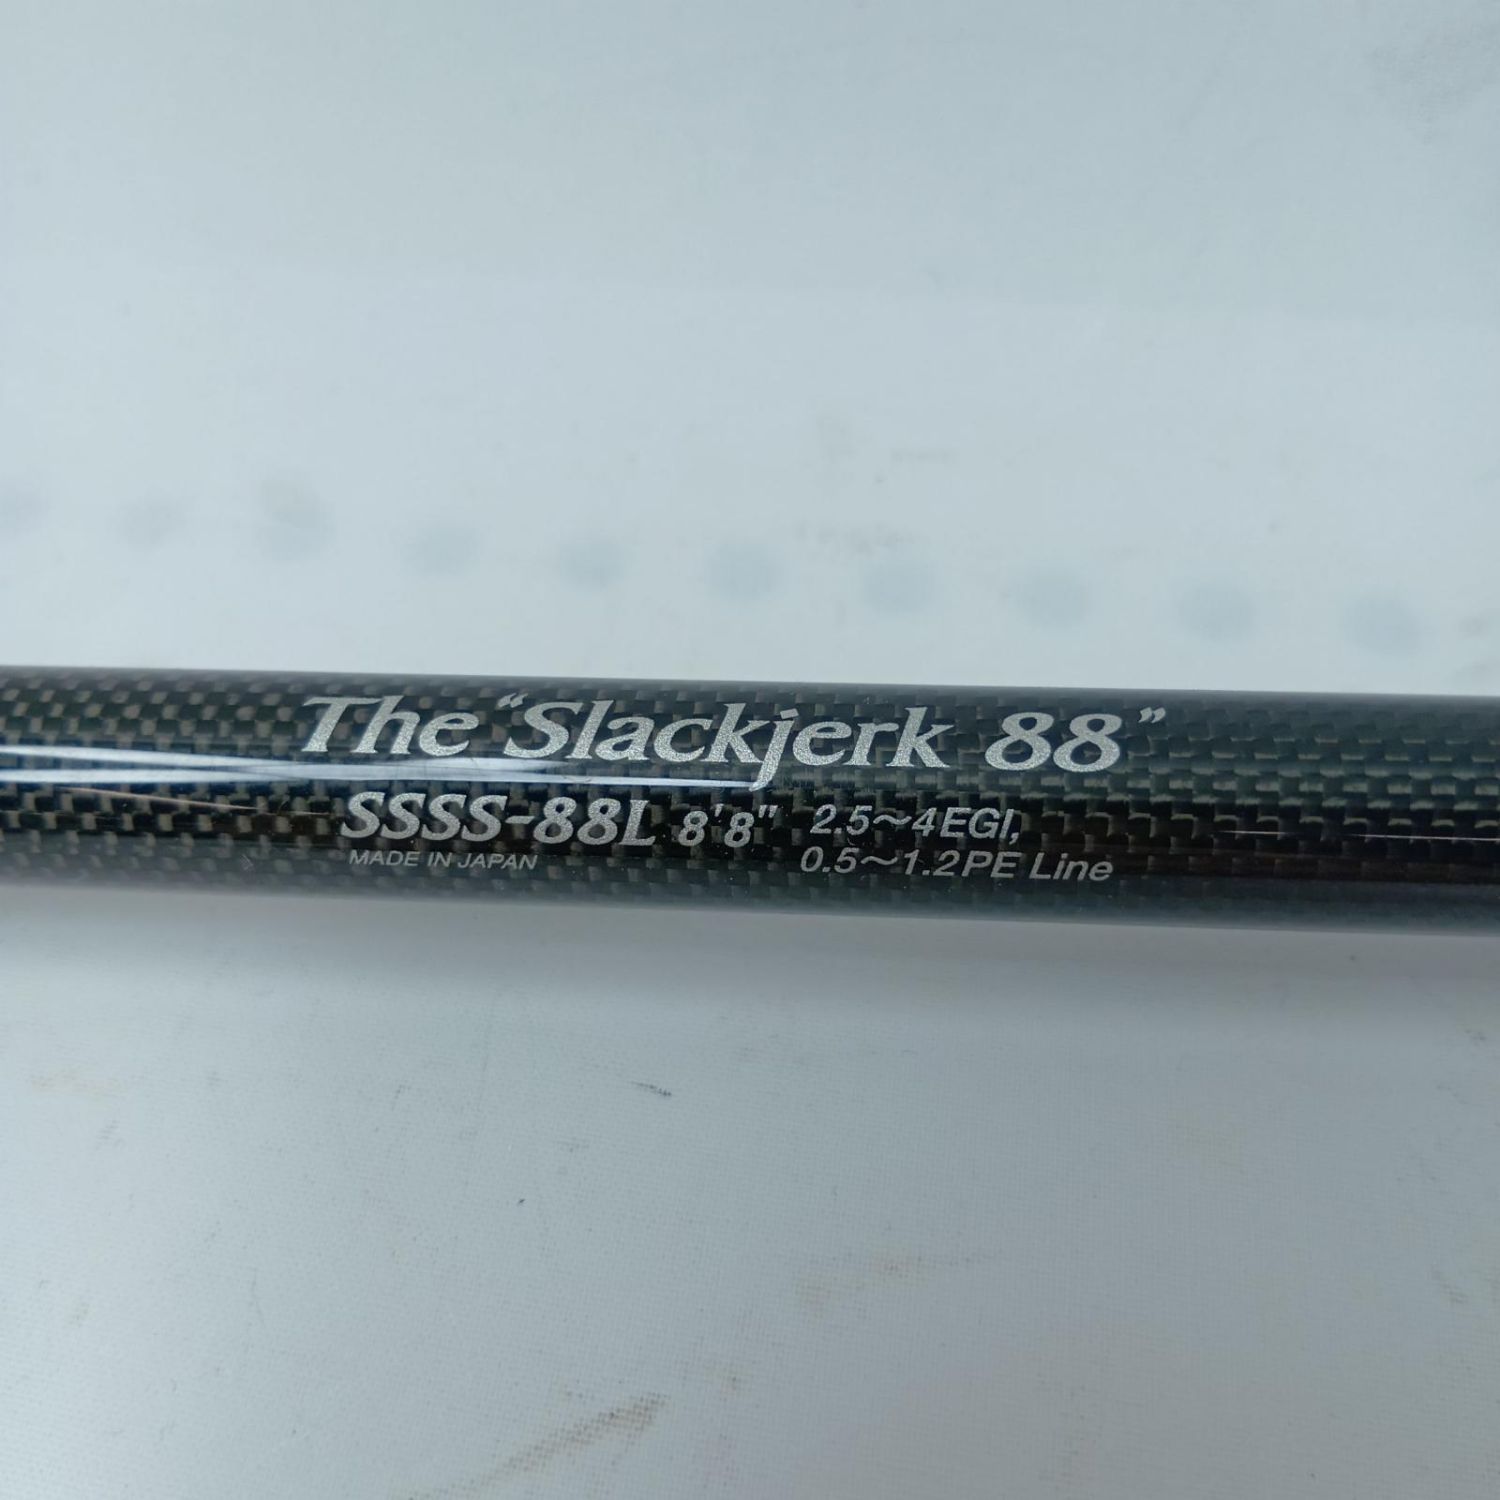 The “Slackjerk 88”
SSSS-88L 8'8" 2.5～4EGI,
MADE IN JAPAN 0.5～1.2PE Line